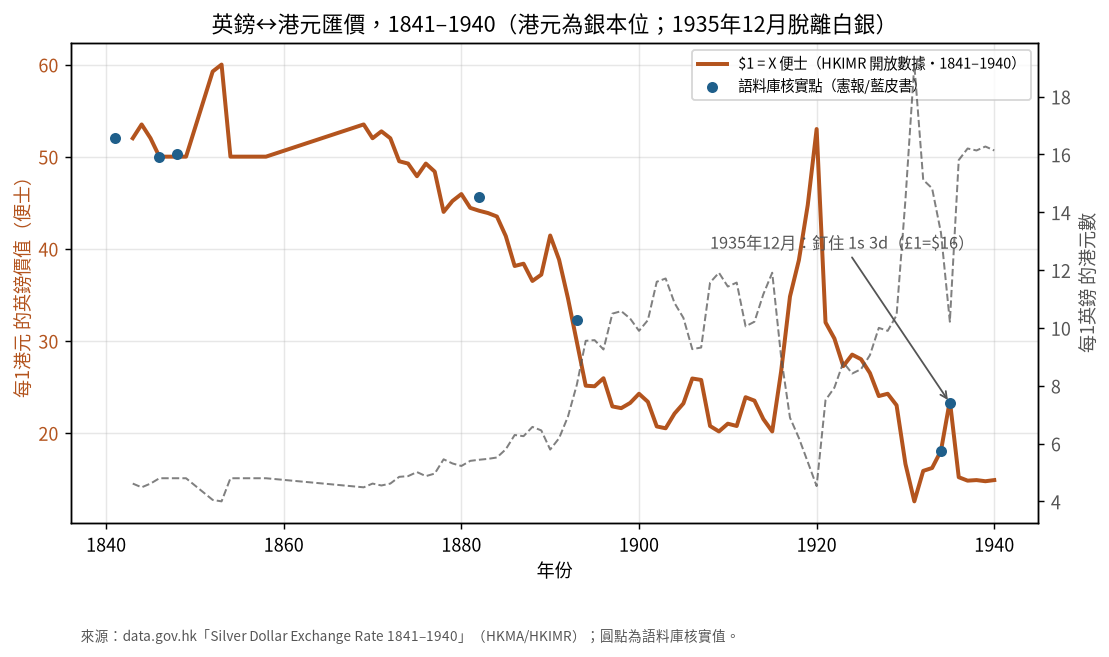 英鎊↔港元匯價，1841–1940（港元為銀本位；1935年12月脫離白銀）
$1 = X 便士（HKIMR 開放數據・1841–1940）
語料庫核實點（憲報/藍皮書）
每1港元 的英鎊價值（便士）
60
50
40
30
20
1935年12月：釘住 1s 3d（£1=$16）
18
16
14
12
10
8
6
4
每1英鎊 的港元數
1840
1860
1880
1900
1920
1940
年份
來源：data.gov.hk「Silver Dollar Exchange Rate 1841–1940」（HKMA/HKIMR）；圓點為語料庫核實值。